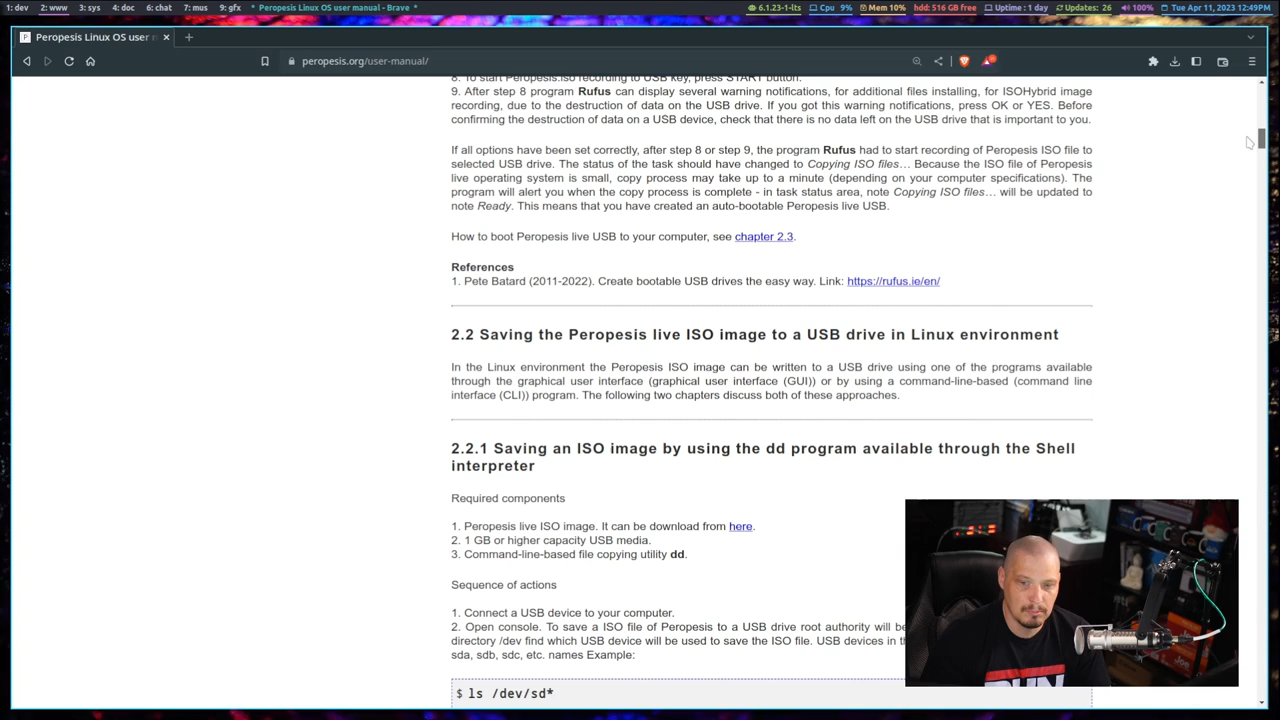 1: dev 2: www 3: sys 4: doc 6: chat 7: mus 9: gfx * Peropesis Linux OS user manual - Brave * 6.1.23-1-lts Cpu 9% Mem 10% hdd: 516 GB free Uptime : 1 day Updates: 26 100% Tue Apr 11, 2023 12:49PM
P Peropesis Linux OS user m
peropesis.org/user-manual/
8. To start Peropesis.iso recording to USB key, press START button.
9. After step 8 program Rufus can display several warning notifications, for additional files installing, for ISOHybrid image
recording, due to the destruction of data on the USB drive. If you got this warning notifications, press OK or YES. Before
confirming the destruction of data on a USB device, check that there is no data left on the USB drive that is important to you.
If all options have been set correctly, after step 8 or step 9, the program Rufus had to start recording of Peropesis ISO file to
selected USB drive. The status of the task should have changed to Copying ISO files… Because the ISO file of Peropesis
live operating system is small, copy process may take up to a minute (depending on your computer specifications). The
program will alert you when the copy process is complete - in task status area, note Copying ISO files… will be updated to
note Ready. This means that you have created an auto-bootable Peropesis live USB.
How to boot Peropesis live USB to your computer, see chapter 2.3.
References
1. Pete Batard (2011-2022). Create bootable USB drives the easy way. Link: https://rufus.ie/en/
2.2 Saving the Peropesis live ISO image to a USB drive in Linux environment
In the Linux environment the Peropesis ISO image can be written to a USB drive using one of the programs available
through the graphical user interface (graphical user interface (GUI)) or by using a command-line-based (command line
interface (CLI)) program. The following two chapters discuss both of these approaches.
2.2.1 Saving an ISO image by using the dd program available through the Shell
interpreter
Required components
1. Peropesis live ISO image. It can be download from here.
2. 1 GB or higher capacity USB media.
3. Command-line-based file copying utility dd.
Sequence of actions
1. Connect a USB device to your computer.
2. Open console. To save a ISO file of Peropesis to a USB drive root authority will be
directory /dev find which USB device will be used to save the ISO file. USB devices in th
sda, sdb, sdc, etc. names Example:
$ ls /dev/sd*